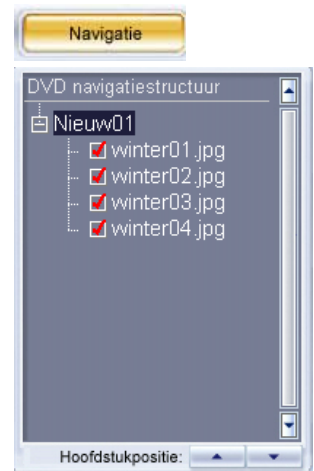 Navigatie
DVD navigatiestructuur
Nieuw01
winter01.jpg
winter02.jpg
winter03.jpg
winter04.jpg
Hoofdstukpositie: